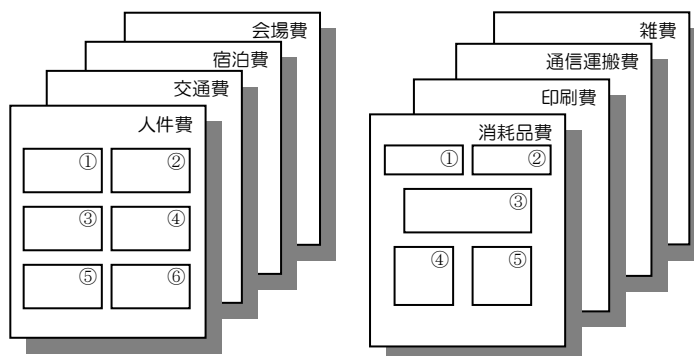 会場費
宿泊費
交通費
人件費
① ②
③ ④
⑤ ⑥
雑費
通信運搬費
印刷費
消耗品費
① ②
③
④ ⑤